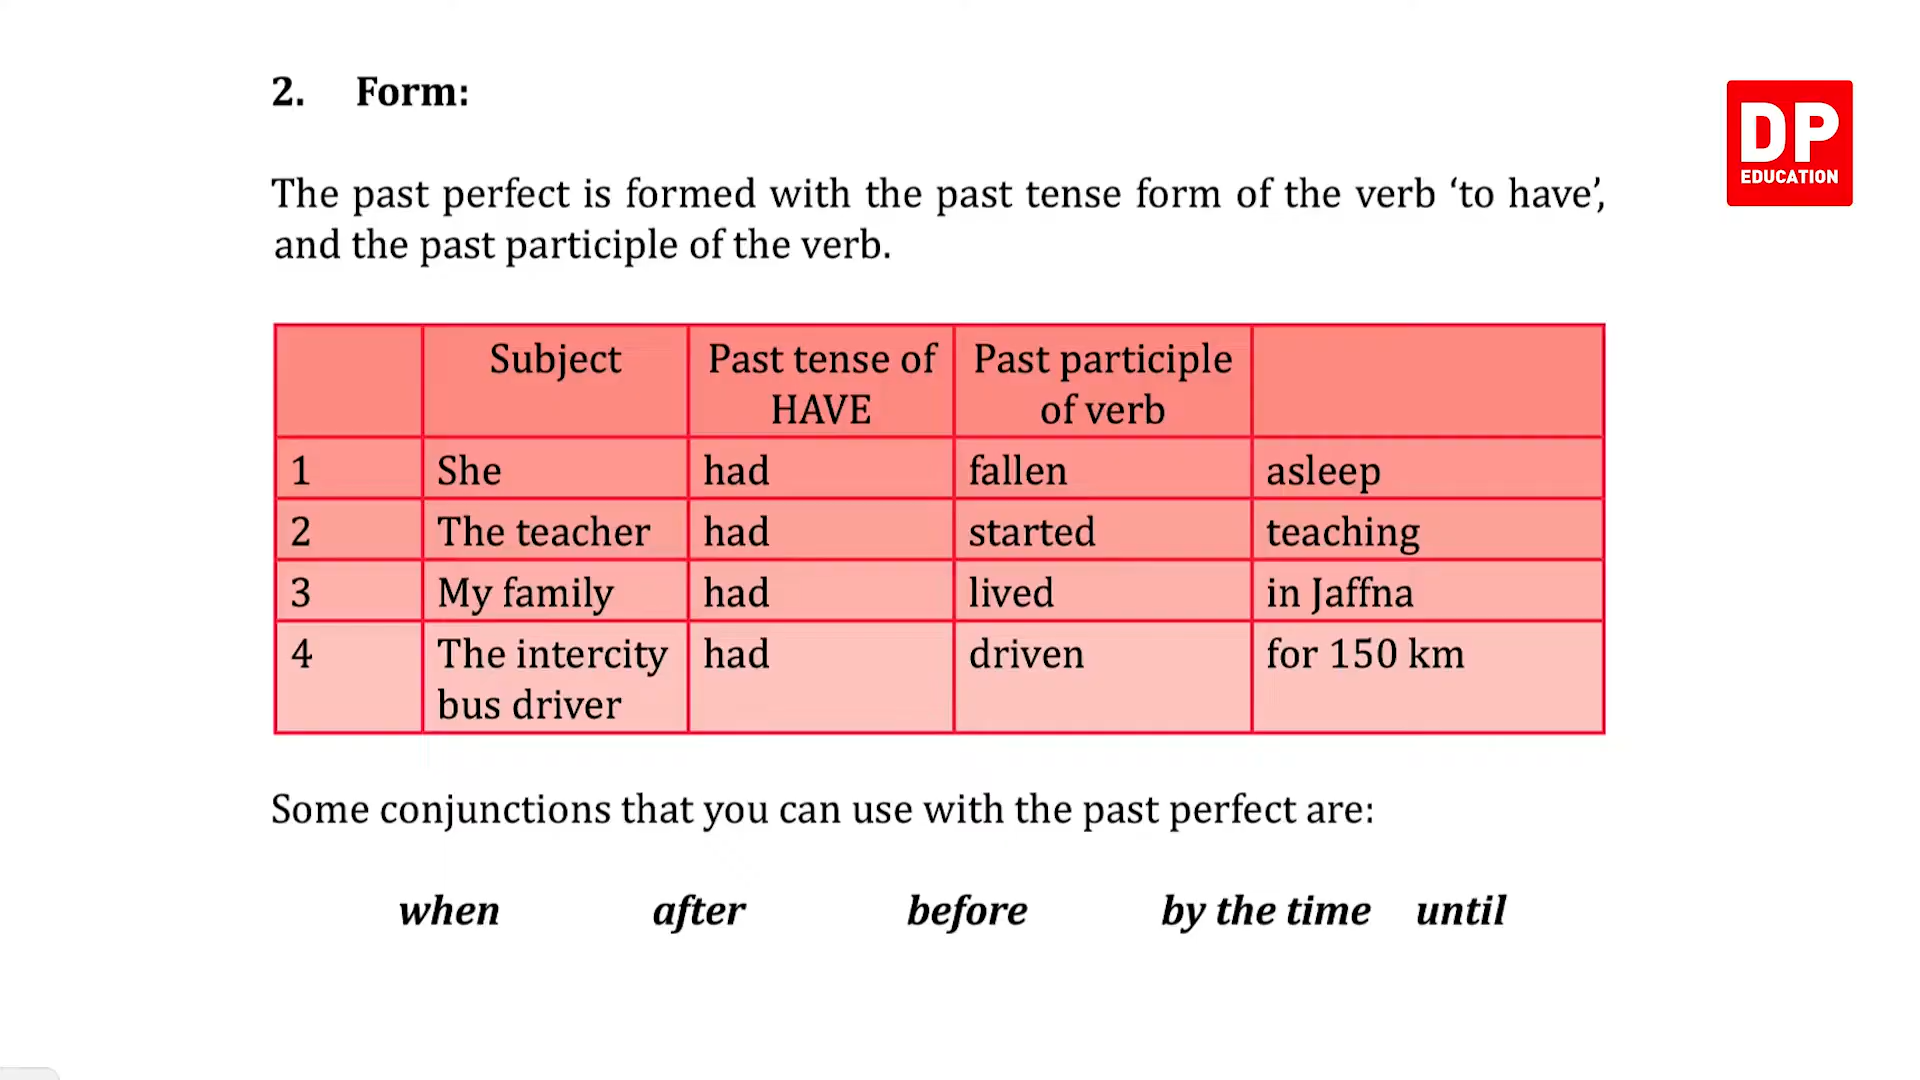 2. Form:
DP
EDUCATION
The past perfect is formed with the past tense form of the verb ‘to have’,
and the past participle of the verb.
Subject Past tense of HAVE Past participle of verb
1 She had fallen asleep
2 The teacher had started teaching
3 My family had lived in Jaffna
4 The intercity bus driver had driven for 150 km
Some conjunctions that you can use with the past perfect are:
when after before by the time until